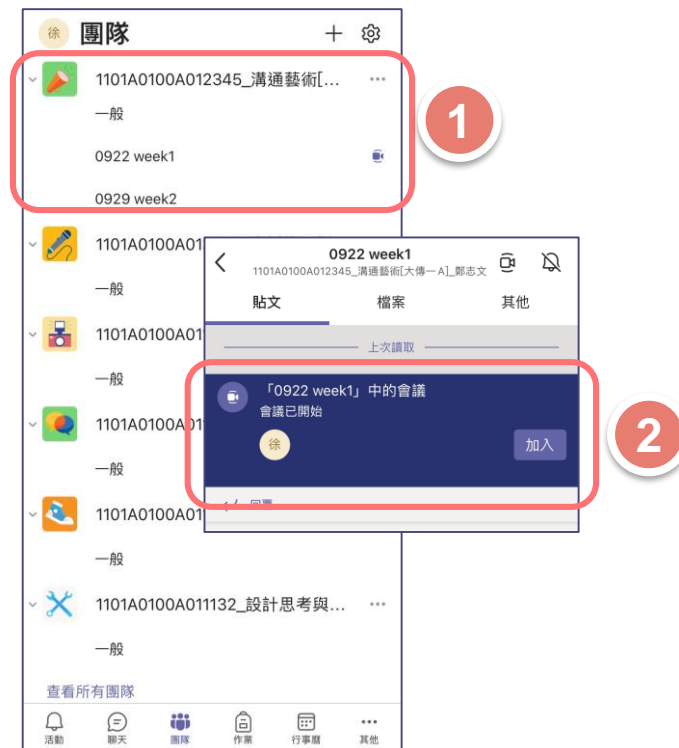 徐 團隊
1101A0100A012345_溝通藝術[...
一般
0922 week1
0929 week2
1
1101A0100A01
一般
1101A0100A01
一般
1101A0100A01
一般
1101A0100A01
一般
1101A0100A011132_設計思考與...
一般
查看所有團隊
活動 聊天 團隊 作業 行事曆 其他
0922 week1
1101A0100A012345_溝通藝術[大傳一A]_鄭志文
貼文 檔案 其他
上次讀取
「0922 week1」中的會議
會議已開始
徐 加入
回覆
2